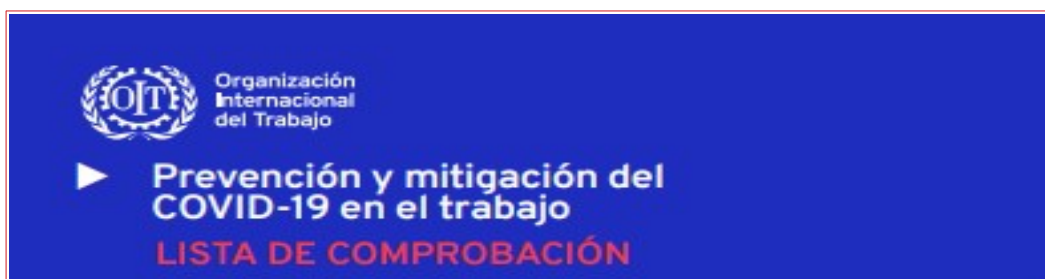 OIT
Organización
Internacional
del Trabajo
Prevención y mitigación del
COVID-19 en el trabajo
LISTA DE COMPROBACIÓN